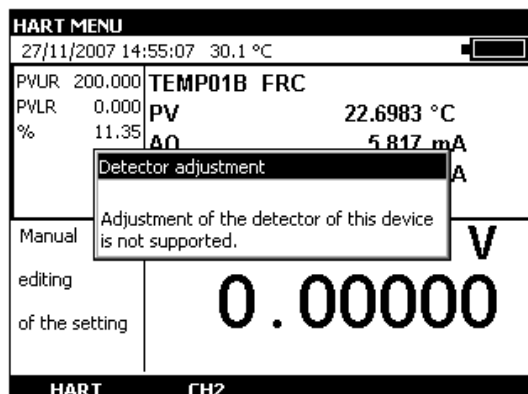 HART MENU
27/11/2007 14:55:07 30.1 °C
PVUR 200.000 TEMP01B FRC
PVLR 0.000 PV 22.6983 °C
% 11.35 AO 5.817 mA
A
Detector adjustment
Adjustment of the detector of this device
is not supported.
Manual V
editing
0.00000
of the setting
HART CH2